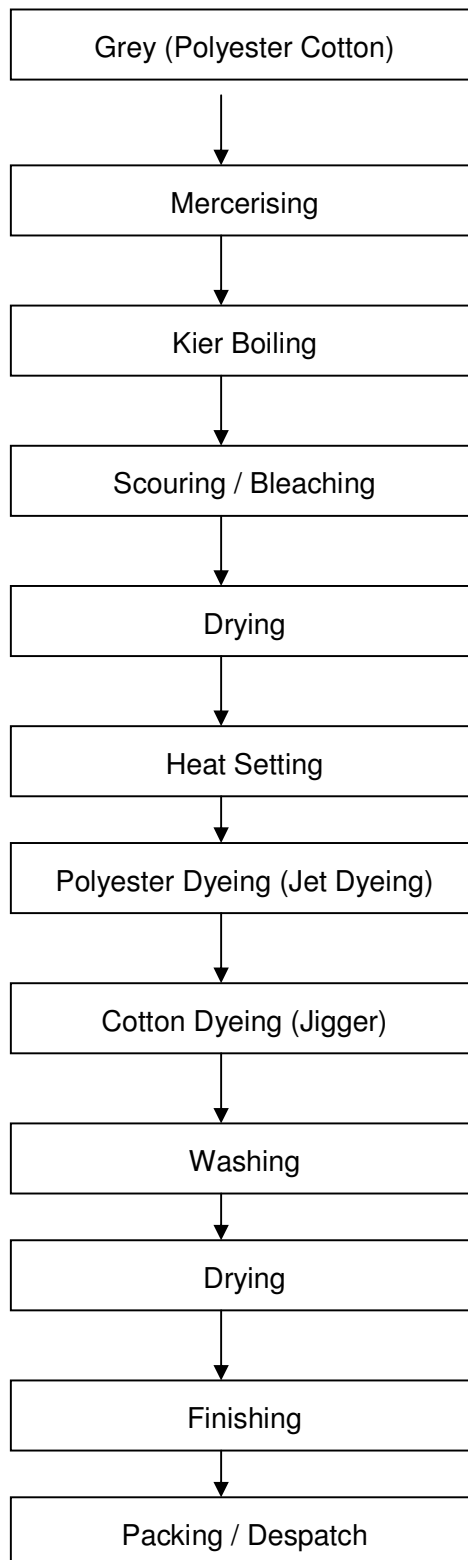 Grey (Polyester Cotton)
Mercerising
Kier Boiling
Scouring / Bleaching
Drying
Heat Setting
Polyester Dyeing (Jet Dyeing)
Cotton Dyeing (Jigger)
Washing
Drying
Finishing
Packing / Despatch